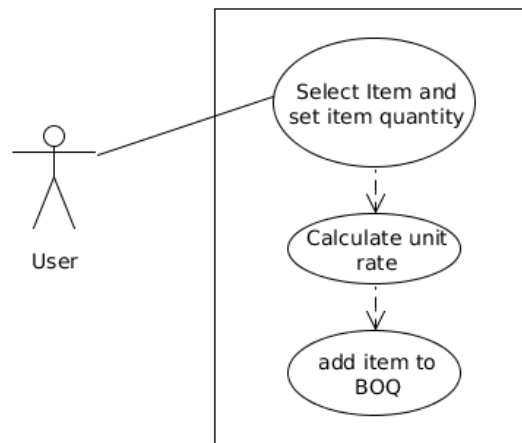 Select Item and
set item quantity
User
Calculate unit
rate
add item to
BOQ